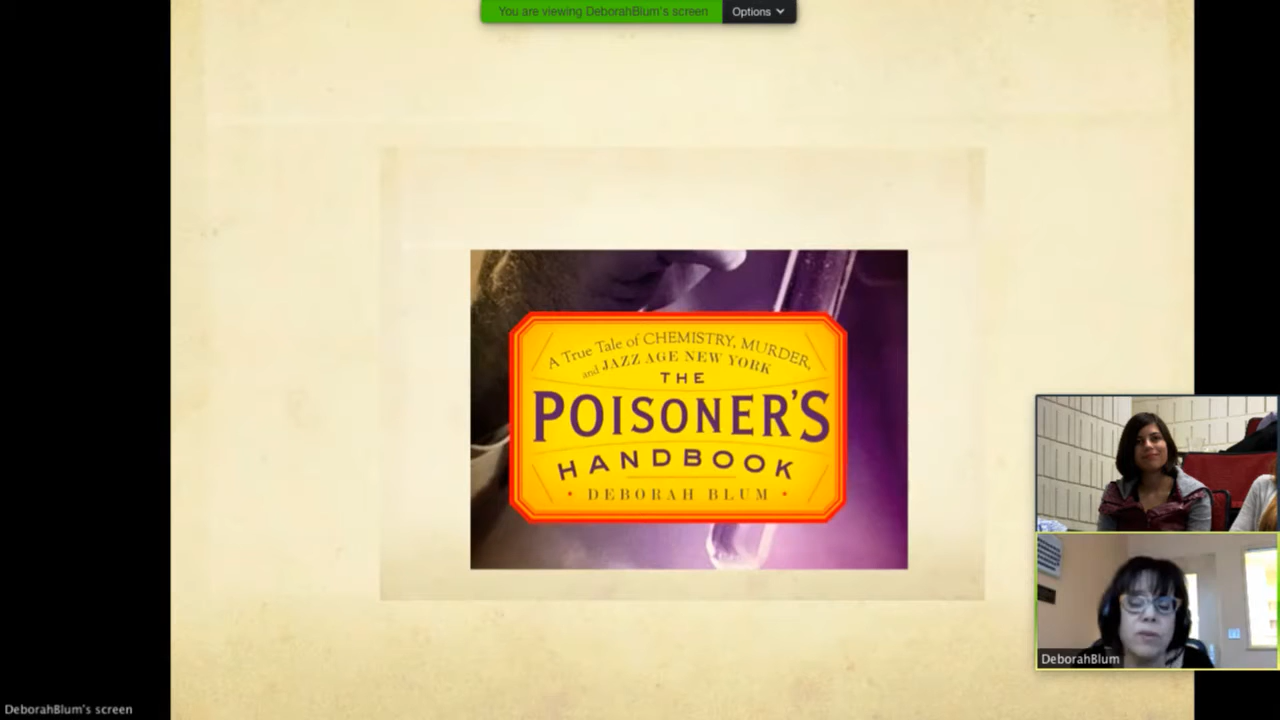 You are viewing DeborahBlum's screen
Options
A True Tale of CHEMISTRY, MURDER,
and JAZZ AGE NEW YORK
THE
POISONER'S
HANDBOOK
• DEBORAH BLUM •
DeborahBlum
DeborahBlum's screen